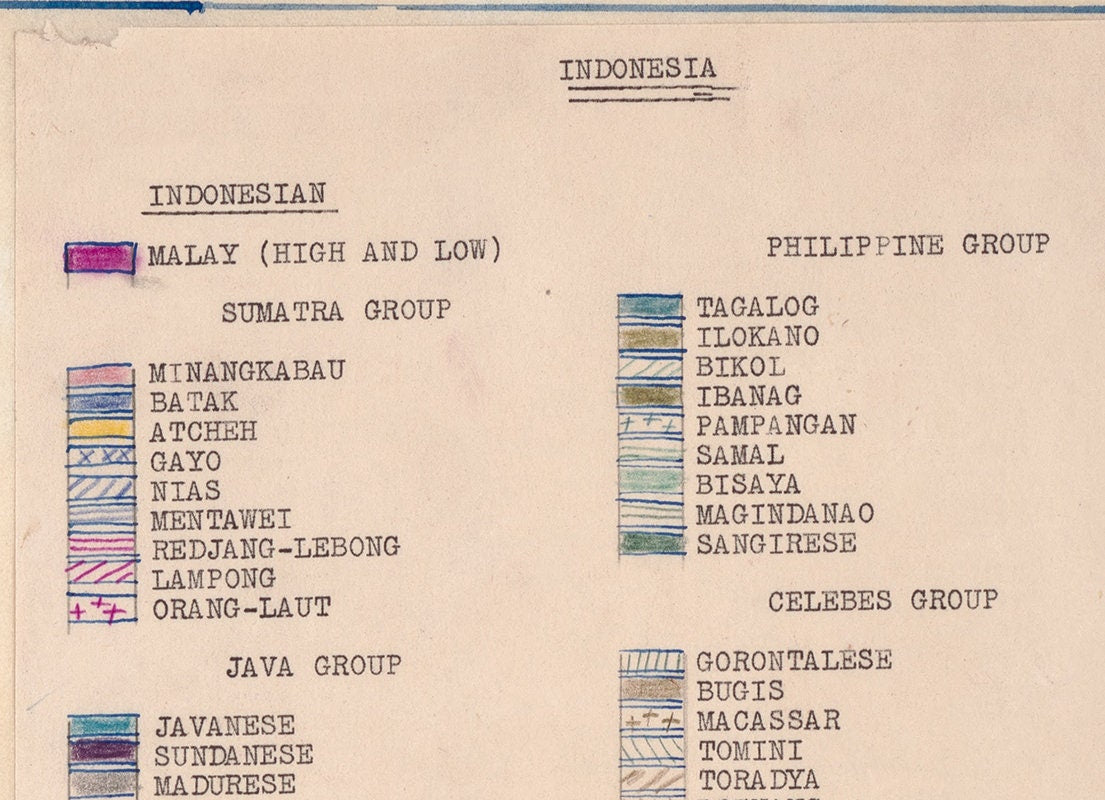 INDONESIA
INDONESIAN
MALAY (HIGH AND LOW)
SUMATRA GROUP
MINANGKABAU
BATAK
ATCHEH
GAYO
NIAS
MENTAWEI
REDJANG-LEBONG
LAMPONG
ORANG-LAUT
JAVA GROUP
JAVANESE
SUNDANESE
MADURESE
PHILIPPINE GROUP
TAGALOG
ILOKANO
BIKOL
IBANAG
PAMPANGAN
SAMAL
BISAYA
MAGINDANAO
SANGIRESE
CELEBES GROUP
GORONTALESE
BUGIS
MACASSAR
TOMINI
TORADYA